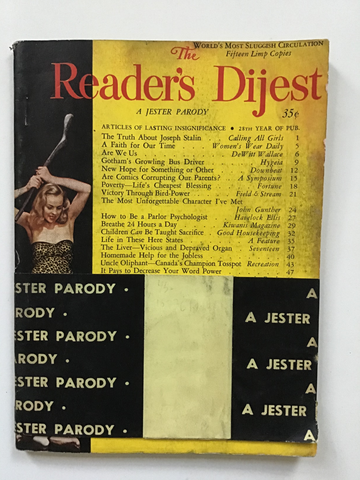 WORLD'S MOST SLUGGISH CIRCULATION
Fifteen Limp Copies
The
Reader's Dijest
A JESTER PARODY
35¢
ARTICLES OF LASTING INSIGNIFICANCE • 28TH YEAR OF PUB.
The Truth About Joseph Stalin Calling All Girls 1
A Faith for Our Time Women's Wear Daily 5
Are We Us DeWitt Wallace 6
Gotham's Growling Bus Driver Hygeia 9
New Hope for Something or Other Downbeat 12
Are Comics Corrupting Our Parents? A Symposium 15
Poverty—Life's Cheapest Blessing Fortune 18
Victory Through Bird-Power Field & Stream 21
The Most Unforgettable Character I've Met
John Gunther 24
How to Be a Parlor Psychologist Havelock Ellis 27
Breathe 24 Hours a Day Kiwanis Magazine 29
Children Can Be Taught Sacrifice Good Housekeeping 32
Life in These Here States A Feature 35
The Liver—Vicious and Depraved Organ Seventeen 37
Homemade Help for the Jobless 40
Uncle Oliphant—Canada's Champion Tosspot Recreation 43
It Pays to Decrease Your Word Power 47
STER PARODY • A
RODY • A JESTER
ESTER PARODY • A
ARODY • A JESTER
ESTER PARODY • A
RODY • A JESTER
STER PARODY • A